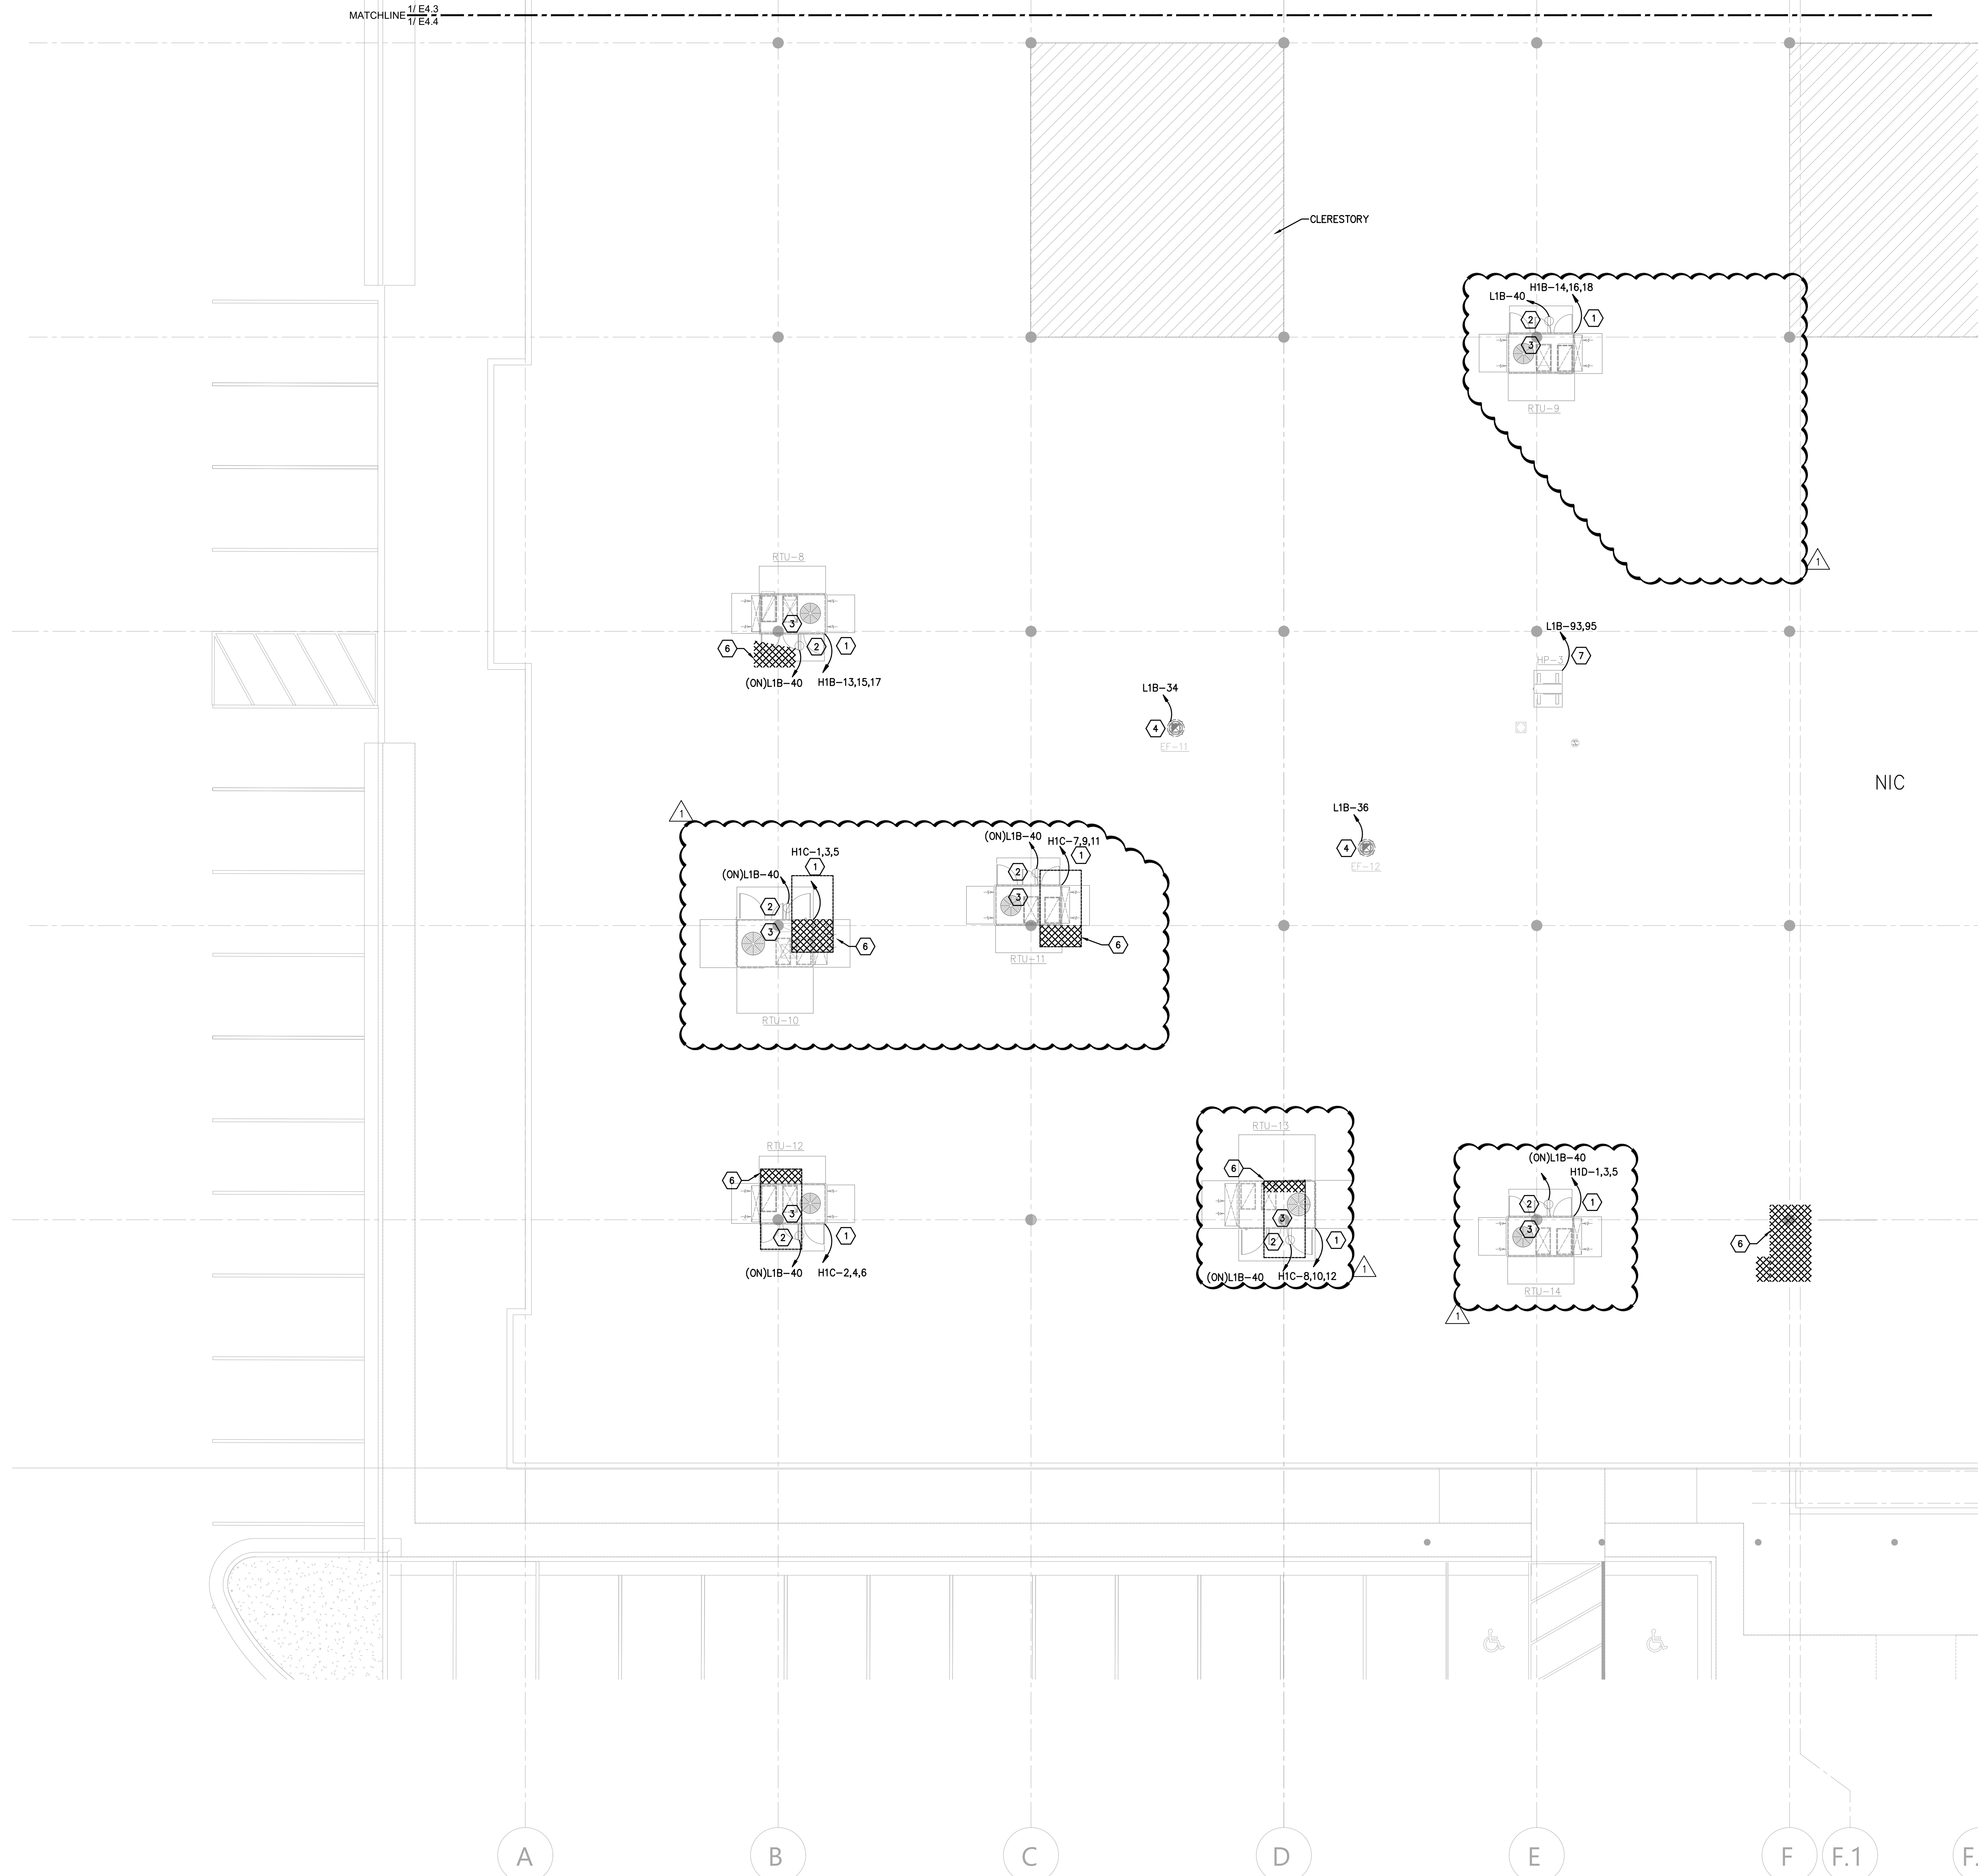 MATCHLINE 1/ E4.3
1/ E4.4
CLERESTORY
H1B-14,16,18
L1B-40
2
1
3
RTU-9
1
RTU-8
3
6
2
1
(ON)L1B-40
H1B-13,15,17
L1B-93,95
HP-3
7
L1B-34
4
EF-11
NIC
L1B-36
4
EF-12
1
H1C-1,3,5
1
(ON)L1B-40
2
3
6
RTU-10
(ON)L1B-40
H1C-7,9,11
1
2
3
6
RTU-11
RTU-12
6
3
2
1
(ON)L1B-40
H1C-2,4,6
RTU-13
6
3
2
1
(ON)L1B-40
H1C-8,10,12
1
(ON)L1B-40
H1D-1,3,5
2
1
3
RTU-14
1
6
A
B
C
D
E
F
F.1